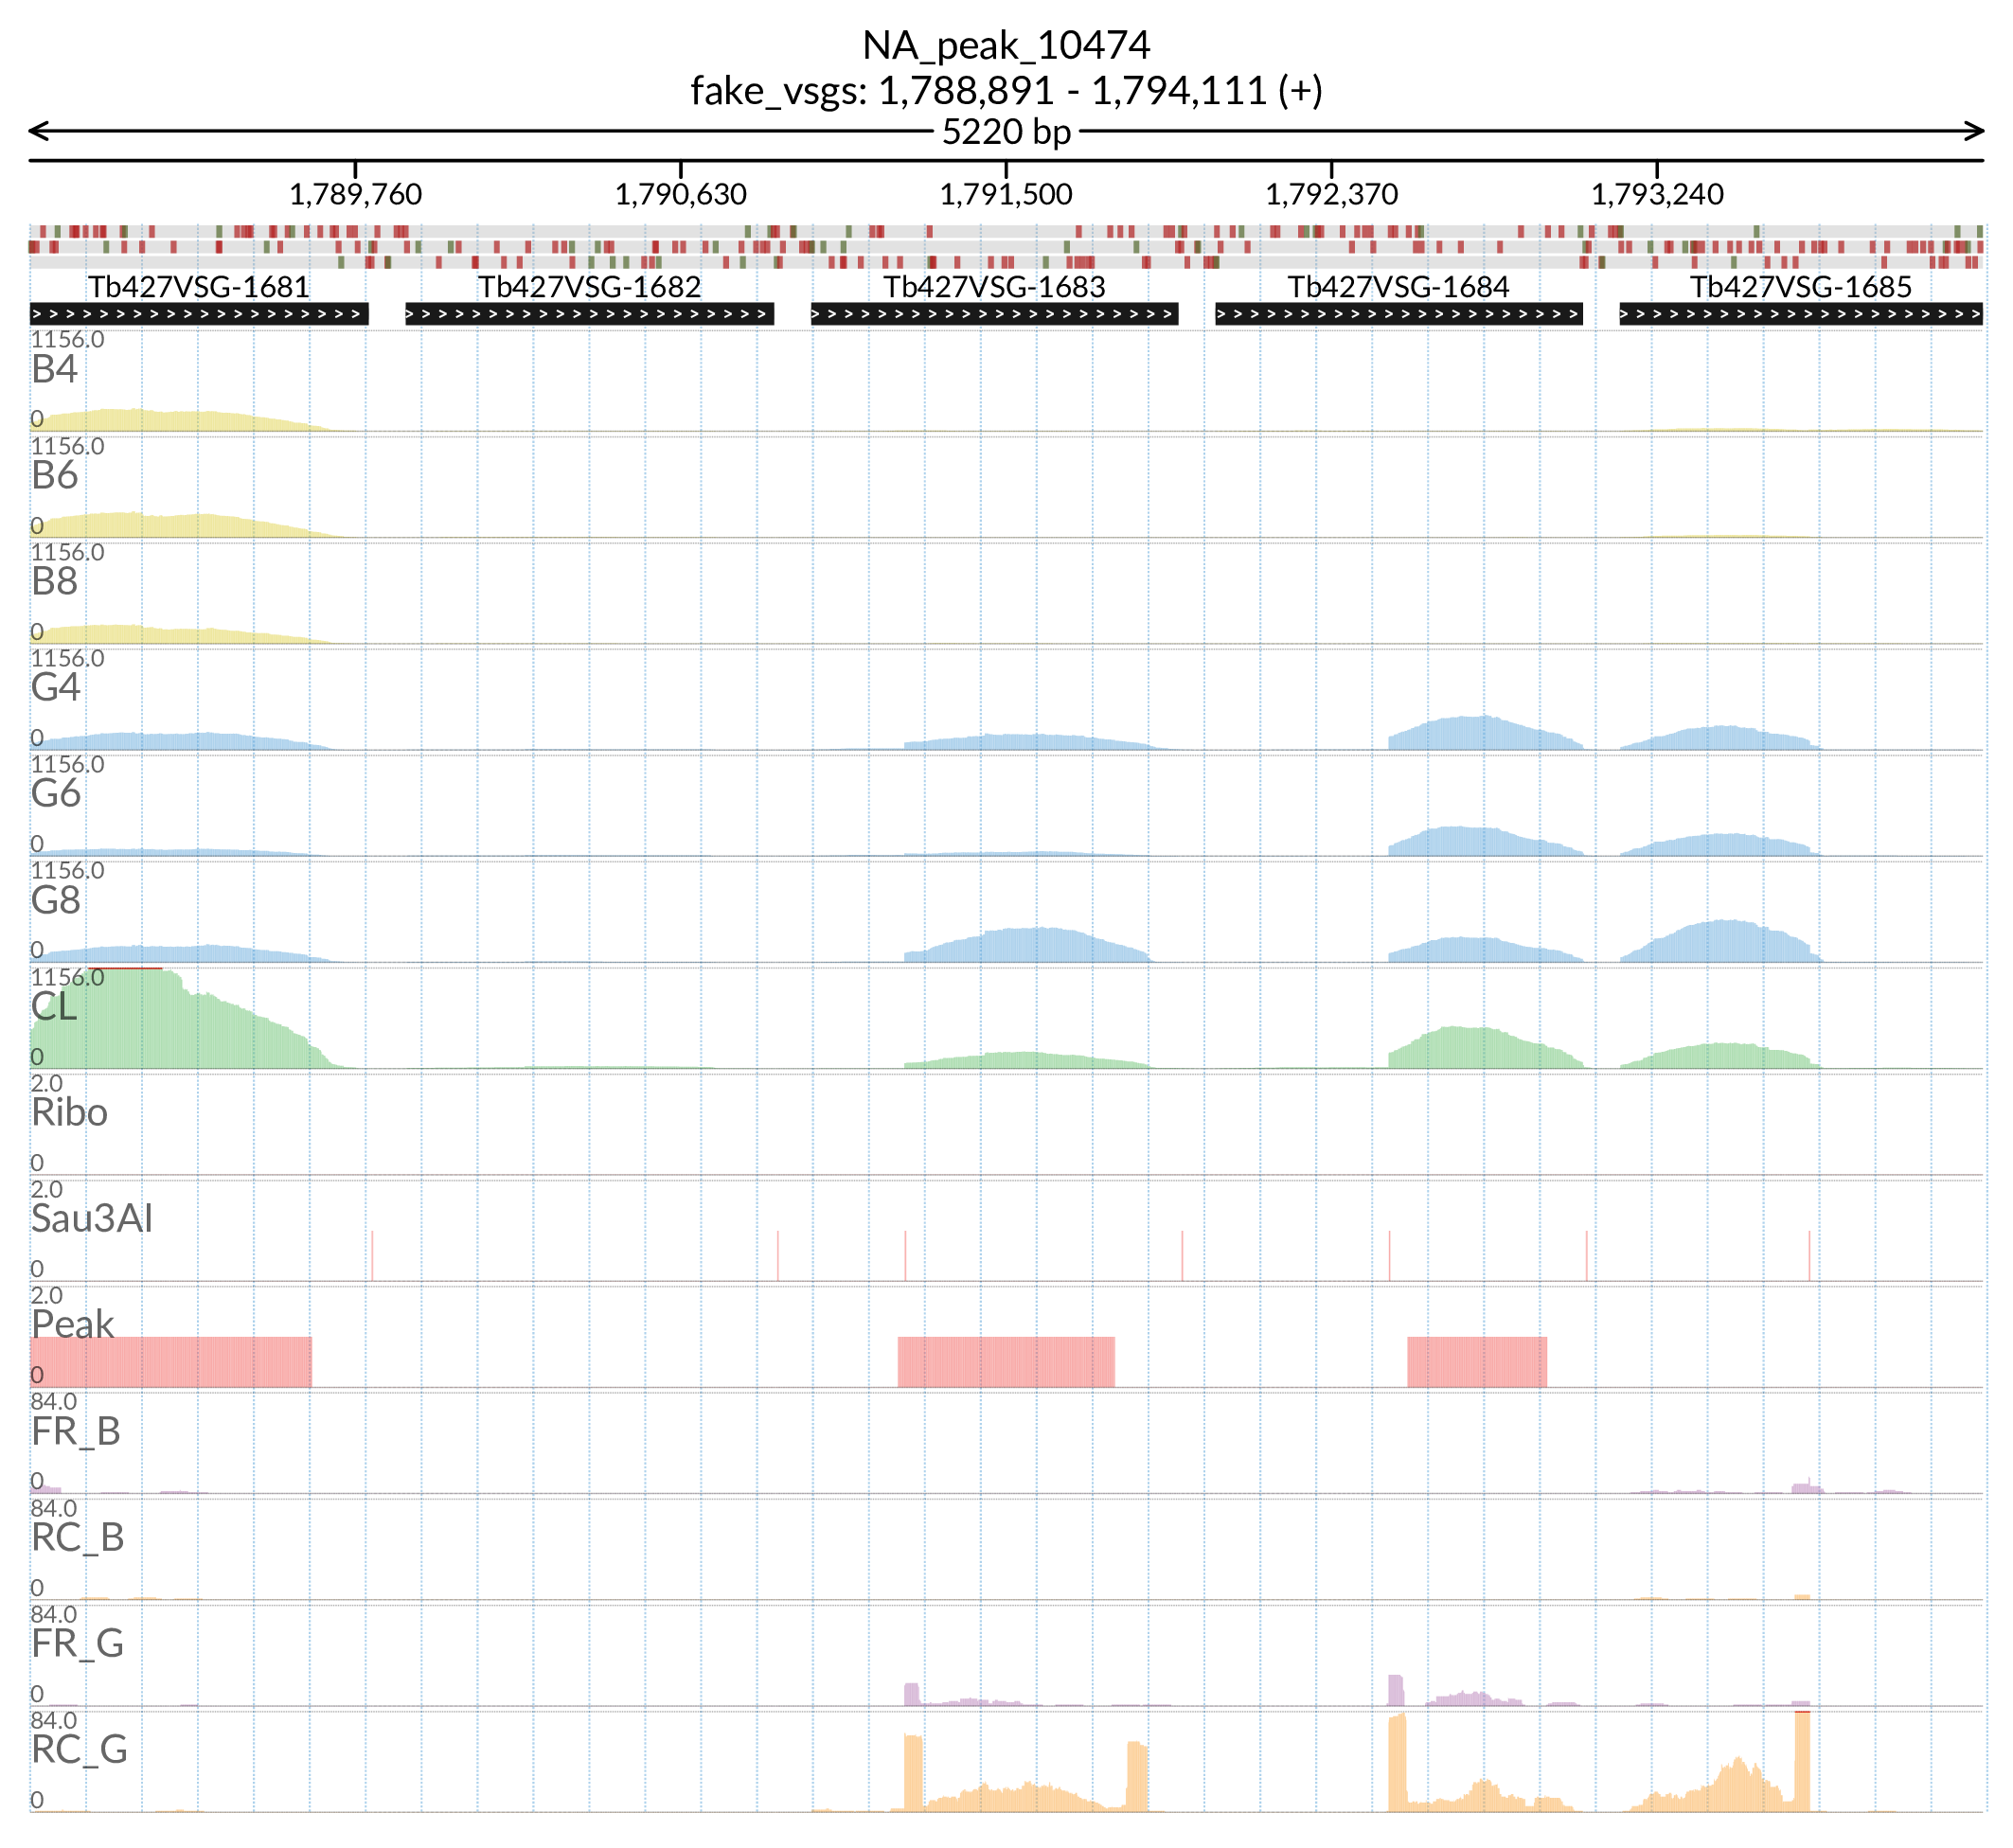 NA_peak_10474
fake_vsgs: 1,788,891 - 1,794,111 (+)
5220 bp
1,789,760 1,790,630 1,791,500 1,792,370 1,793,240
Tb427VSG-1681 Tb427VSG-1682 Tb427VSG-1683 Tb427VSG-1684 Tb427VSG-1685
1156.0
B4
0
1156.0
B6
0
1156.0
B8
0
1156.0
G4
0
1156.0
G6
0
1156.0
G8
0
1156.0
CL
0
2.0
Ribo
0
2.0
Sau3AI
0
2.0
Peak
0
84.0
FR_B
0
84.0
RC_B
0
84.0
FR_G
0
84.0
RC_G
0